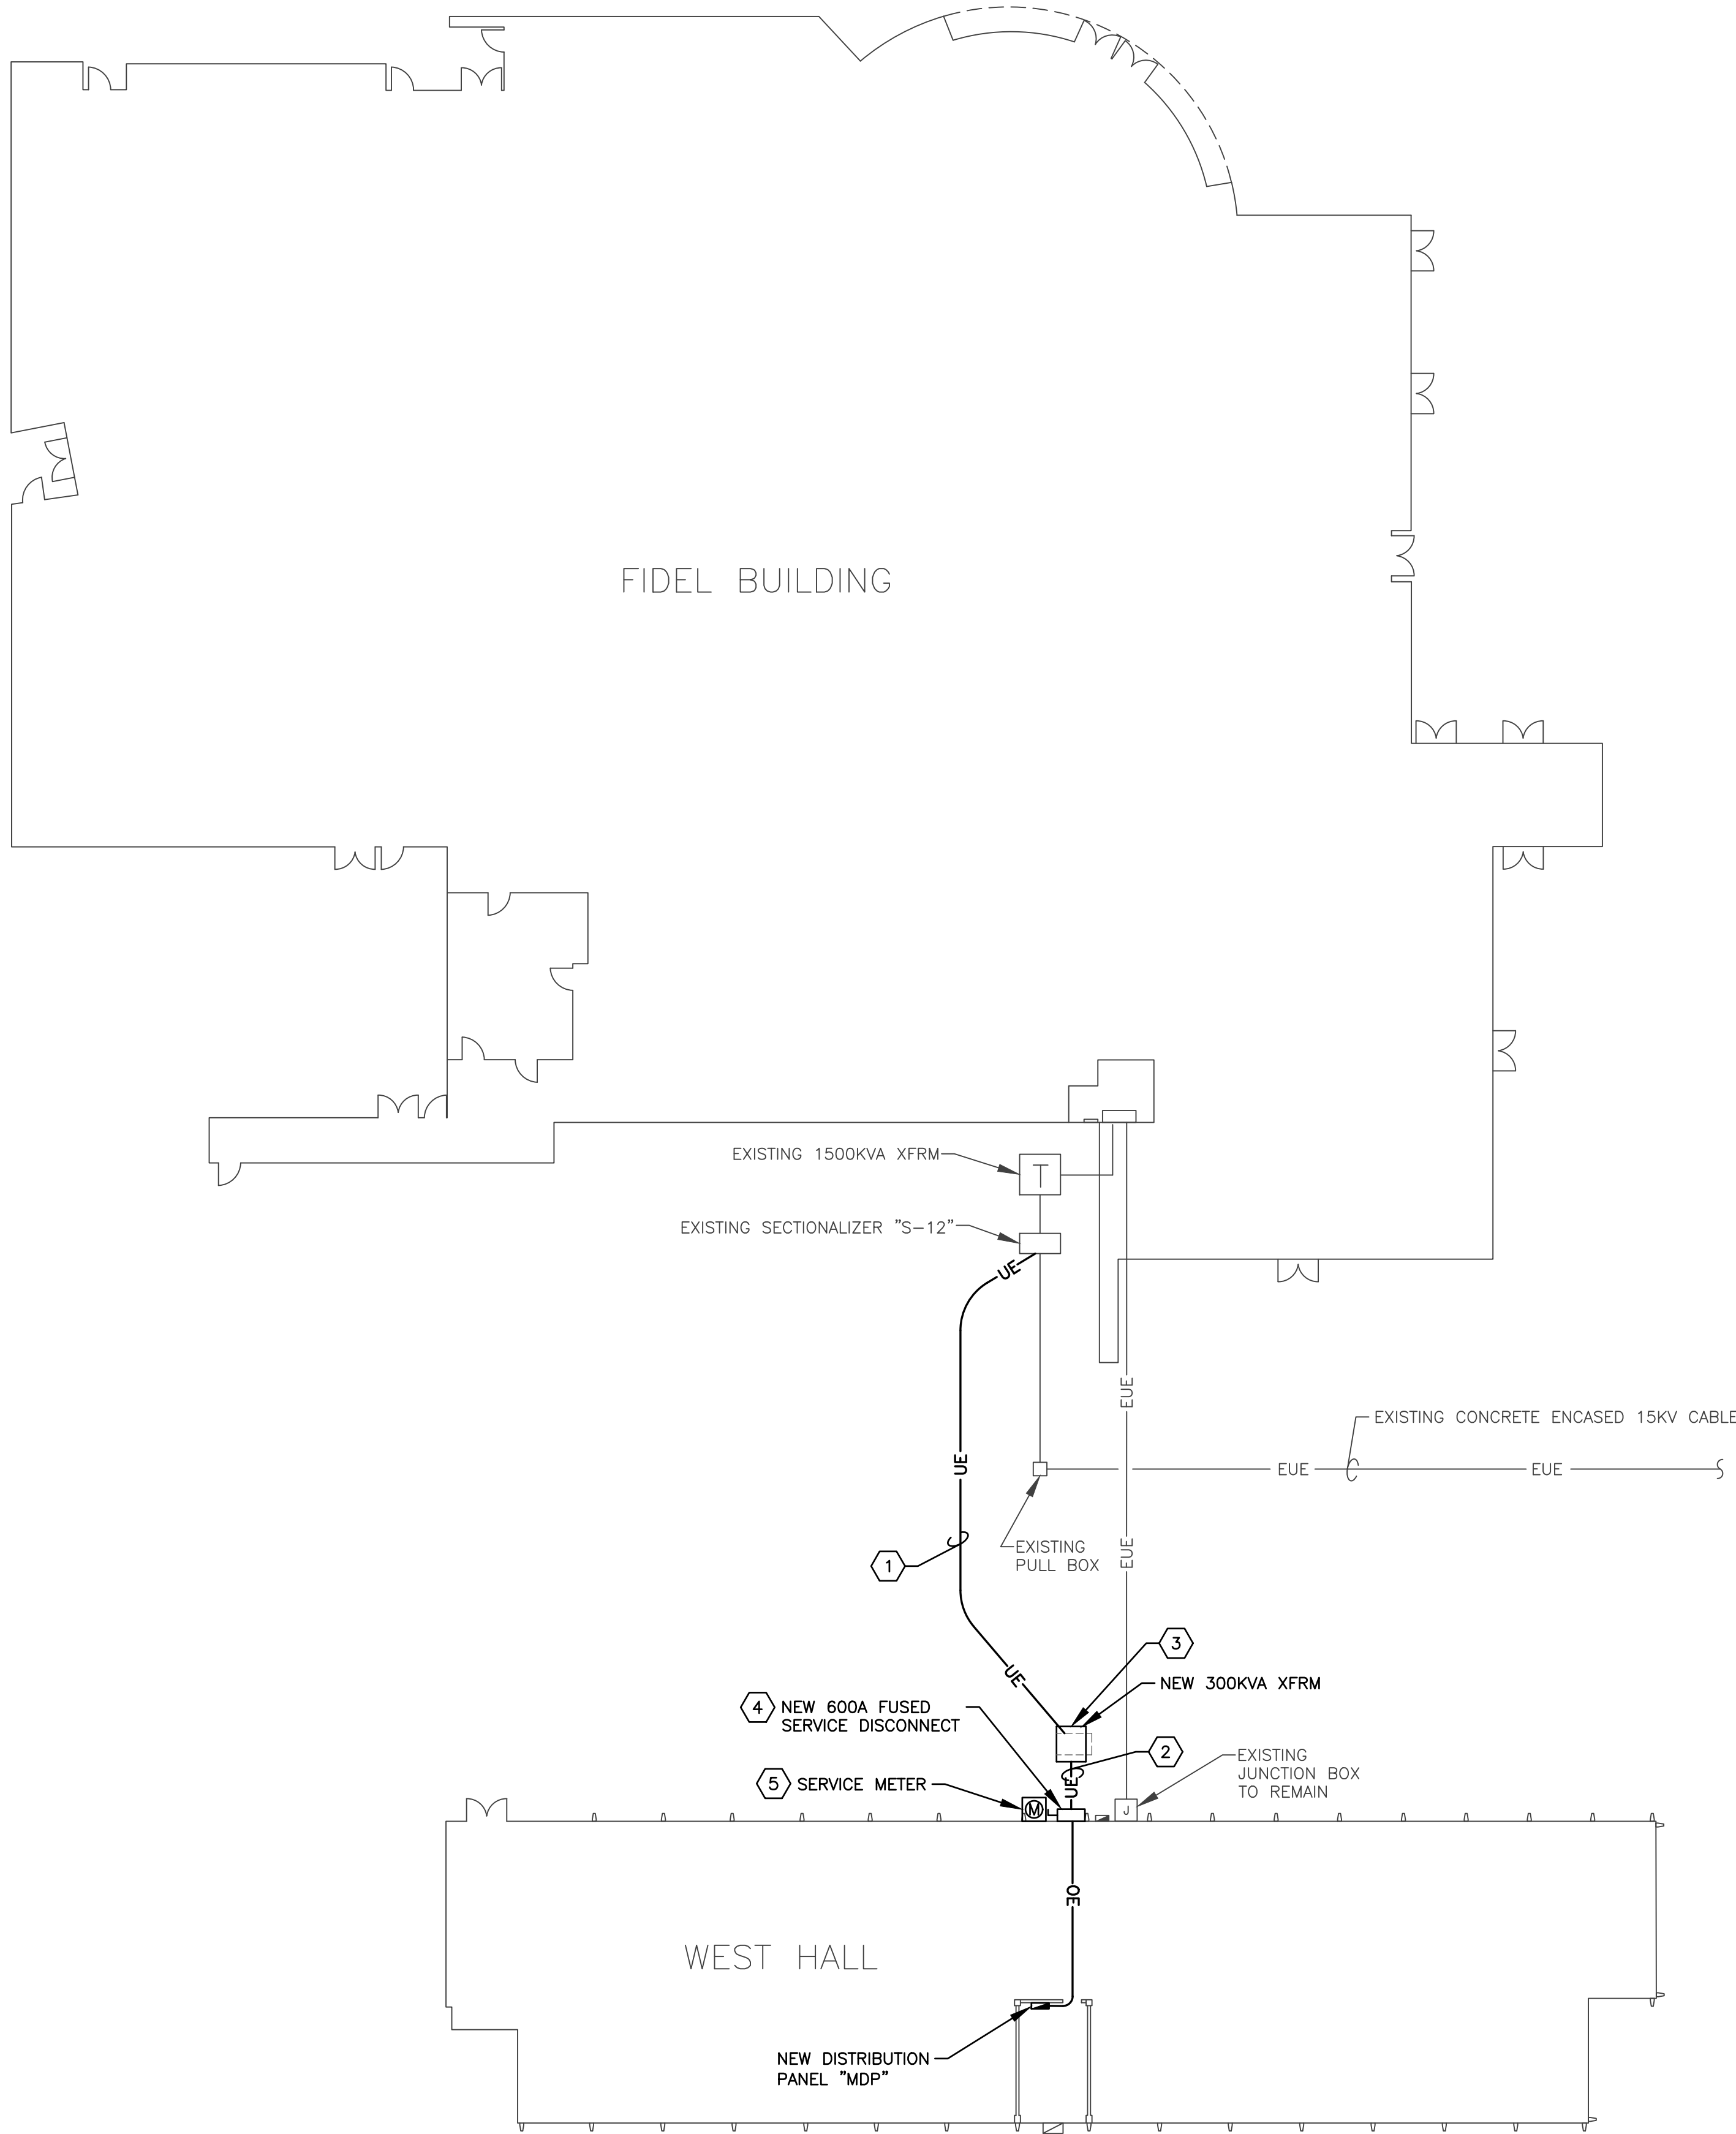 FIDEL BUILDING
EXISTING 1500KVA XFRM
T
EXISTING SECTIONALIZER "S-12"
UE
EUE
EXISTING CONCRETE ENCASED 15KV CABLE
UE
EUE
EUE
EXISTING
PULL BOX
EUE
1
3
UE
NEW 300KVA XFRM
4
NEW 600A FUSED
SERVICE DISCONNECT
2
EXISTING
JUNCTION BOX
TO REMAIN
5
SERVICE METER
UE
M
J
OE
WEST HALL
NEW DISTRIBUTION
PANEL "MDP"